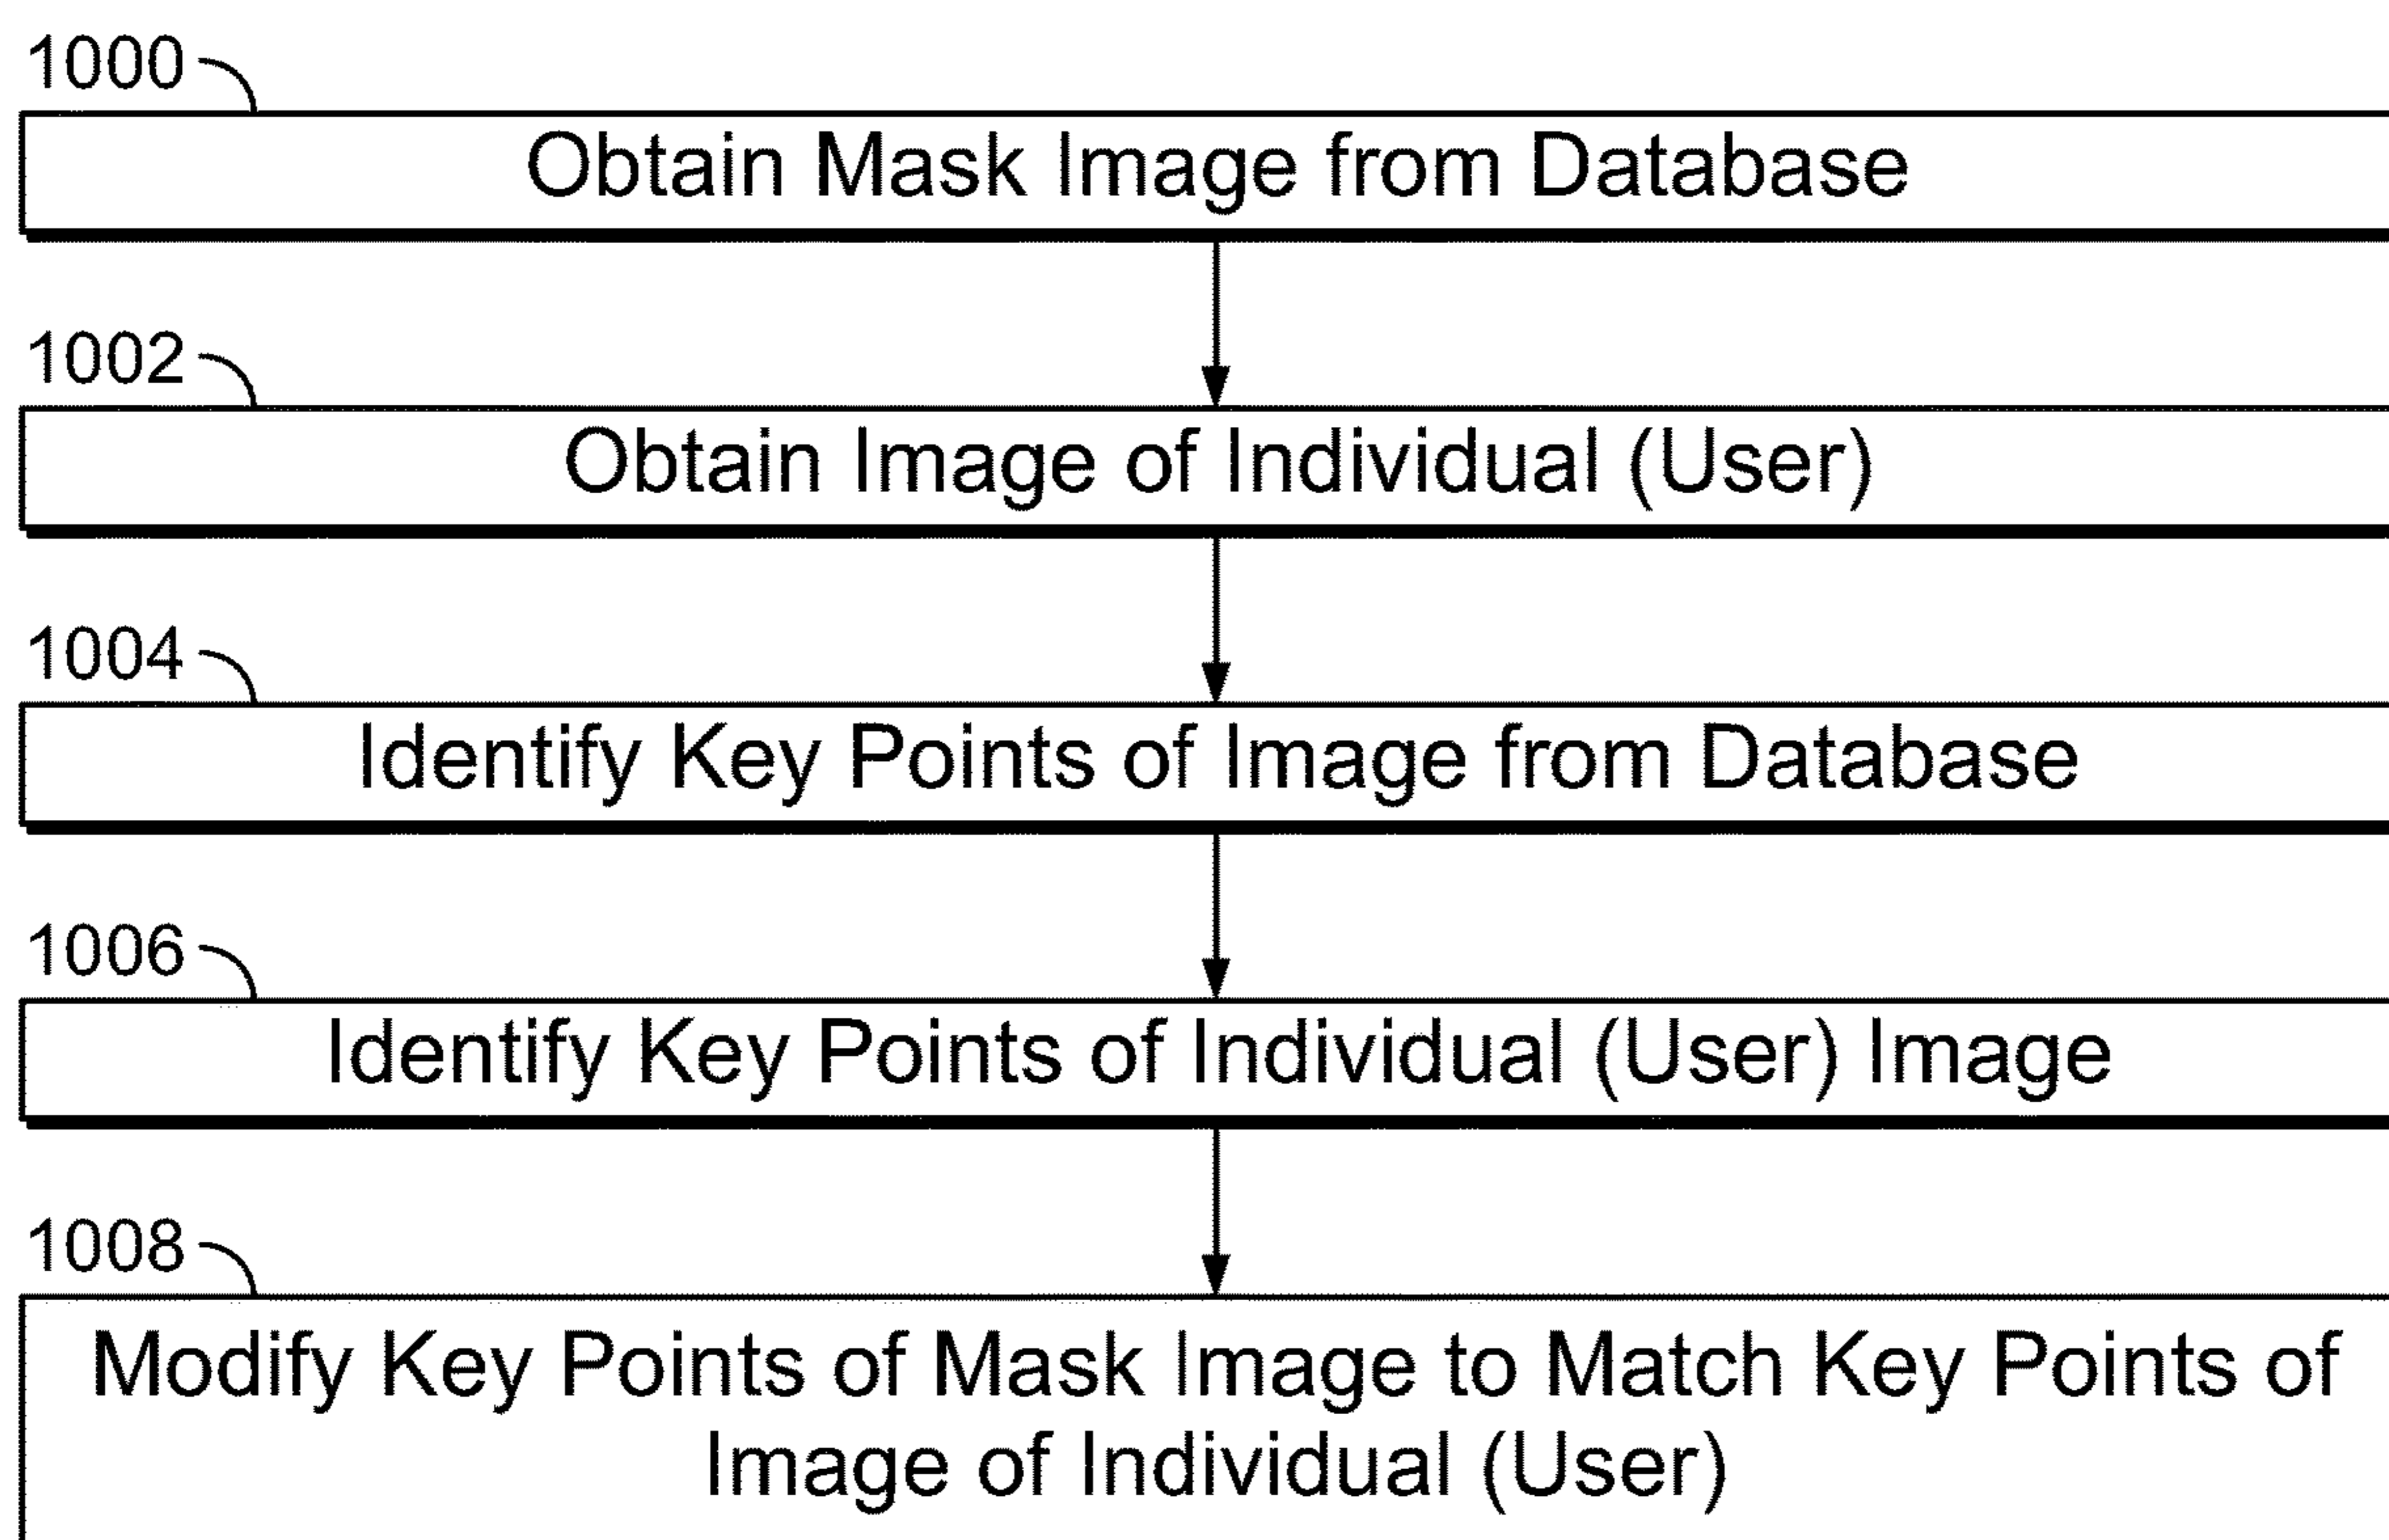 1000
Obtain Mask Image from Database
1002
Obtain Image of Individual (User)
1004
Identify Key Points of Image from Database
1006
Identify Key Points of Individual (User) Image
1008
Modify Key Points of Mask Image to Match Key Points of
Image of Individual (User)